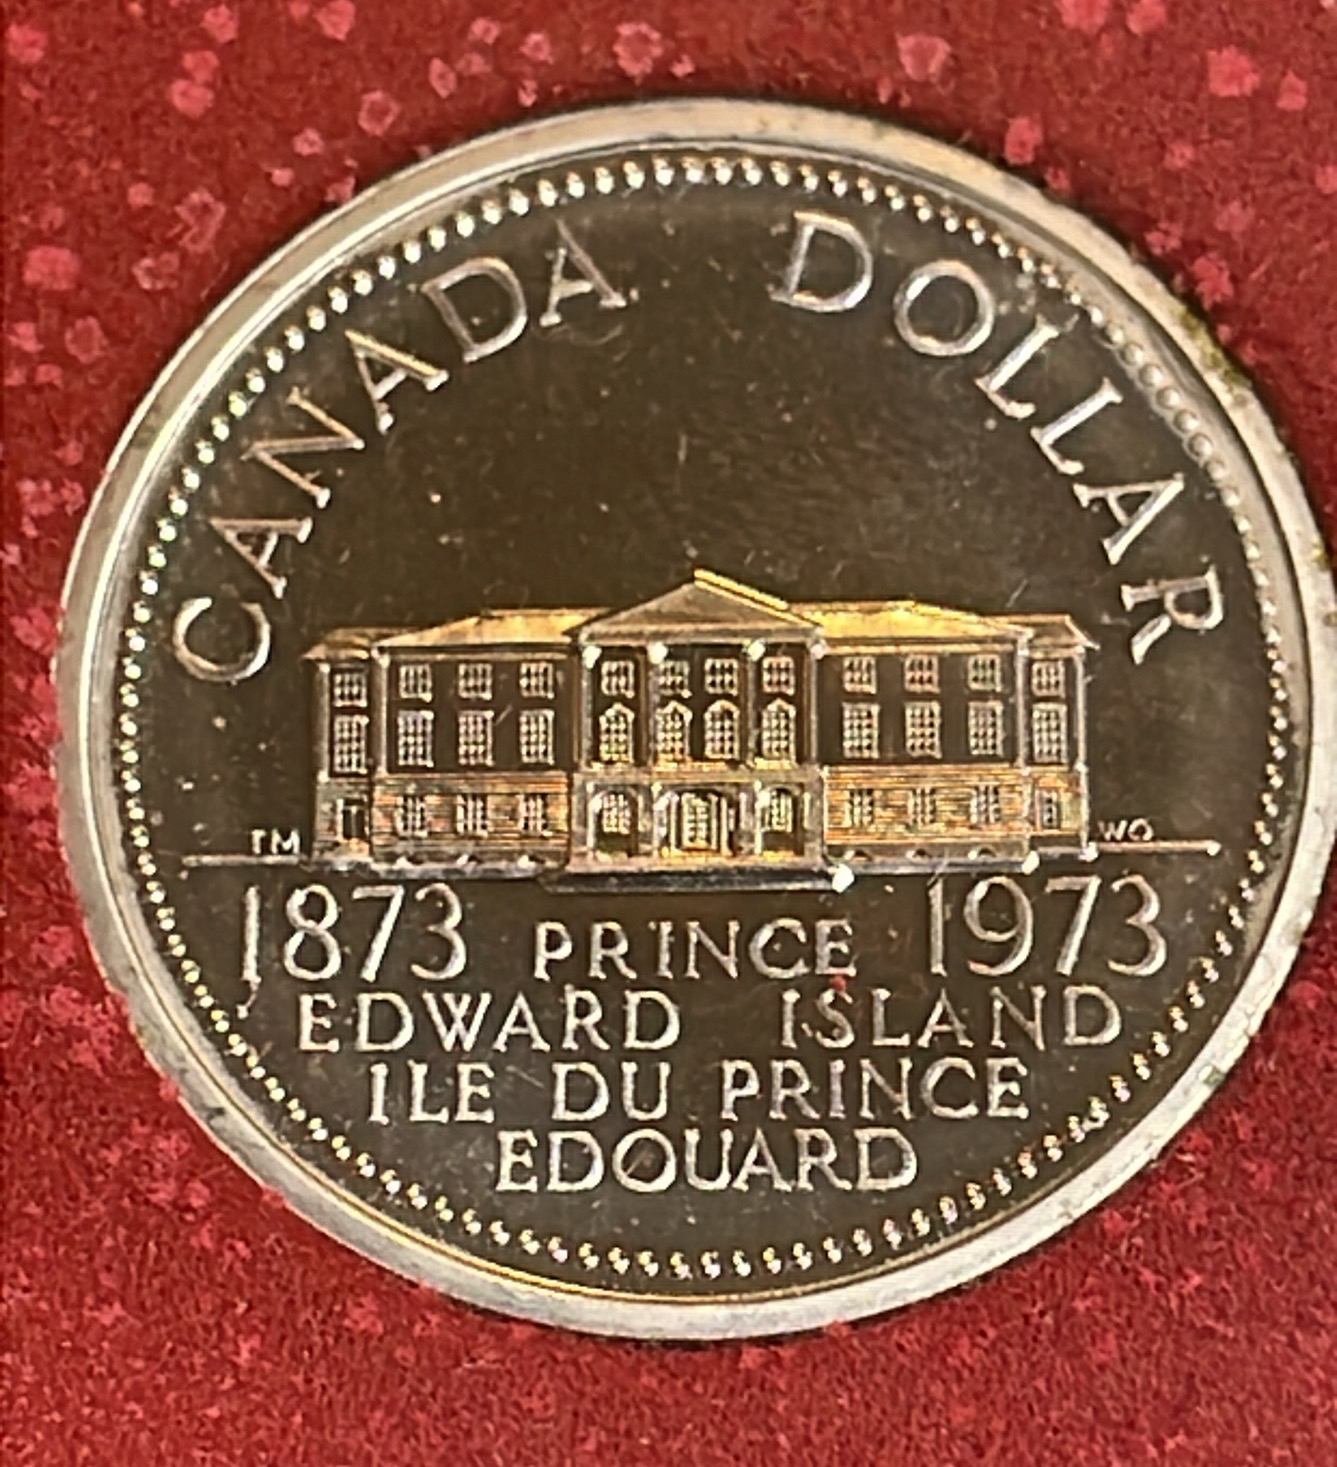 CANADA DOLLAR
TM WO
1873 PRINCE 1973
EDWARD ISLAND
ILE DU PRINCE
EDOUARD